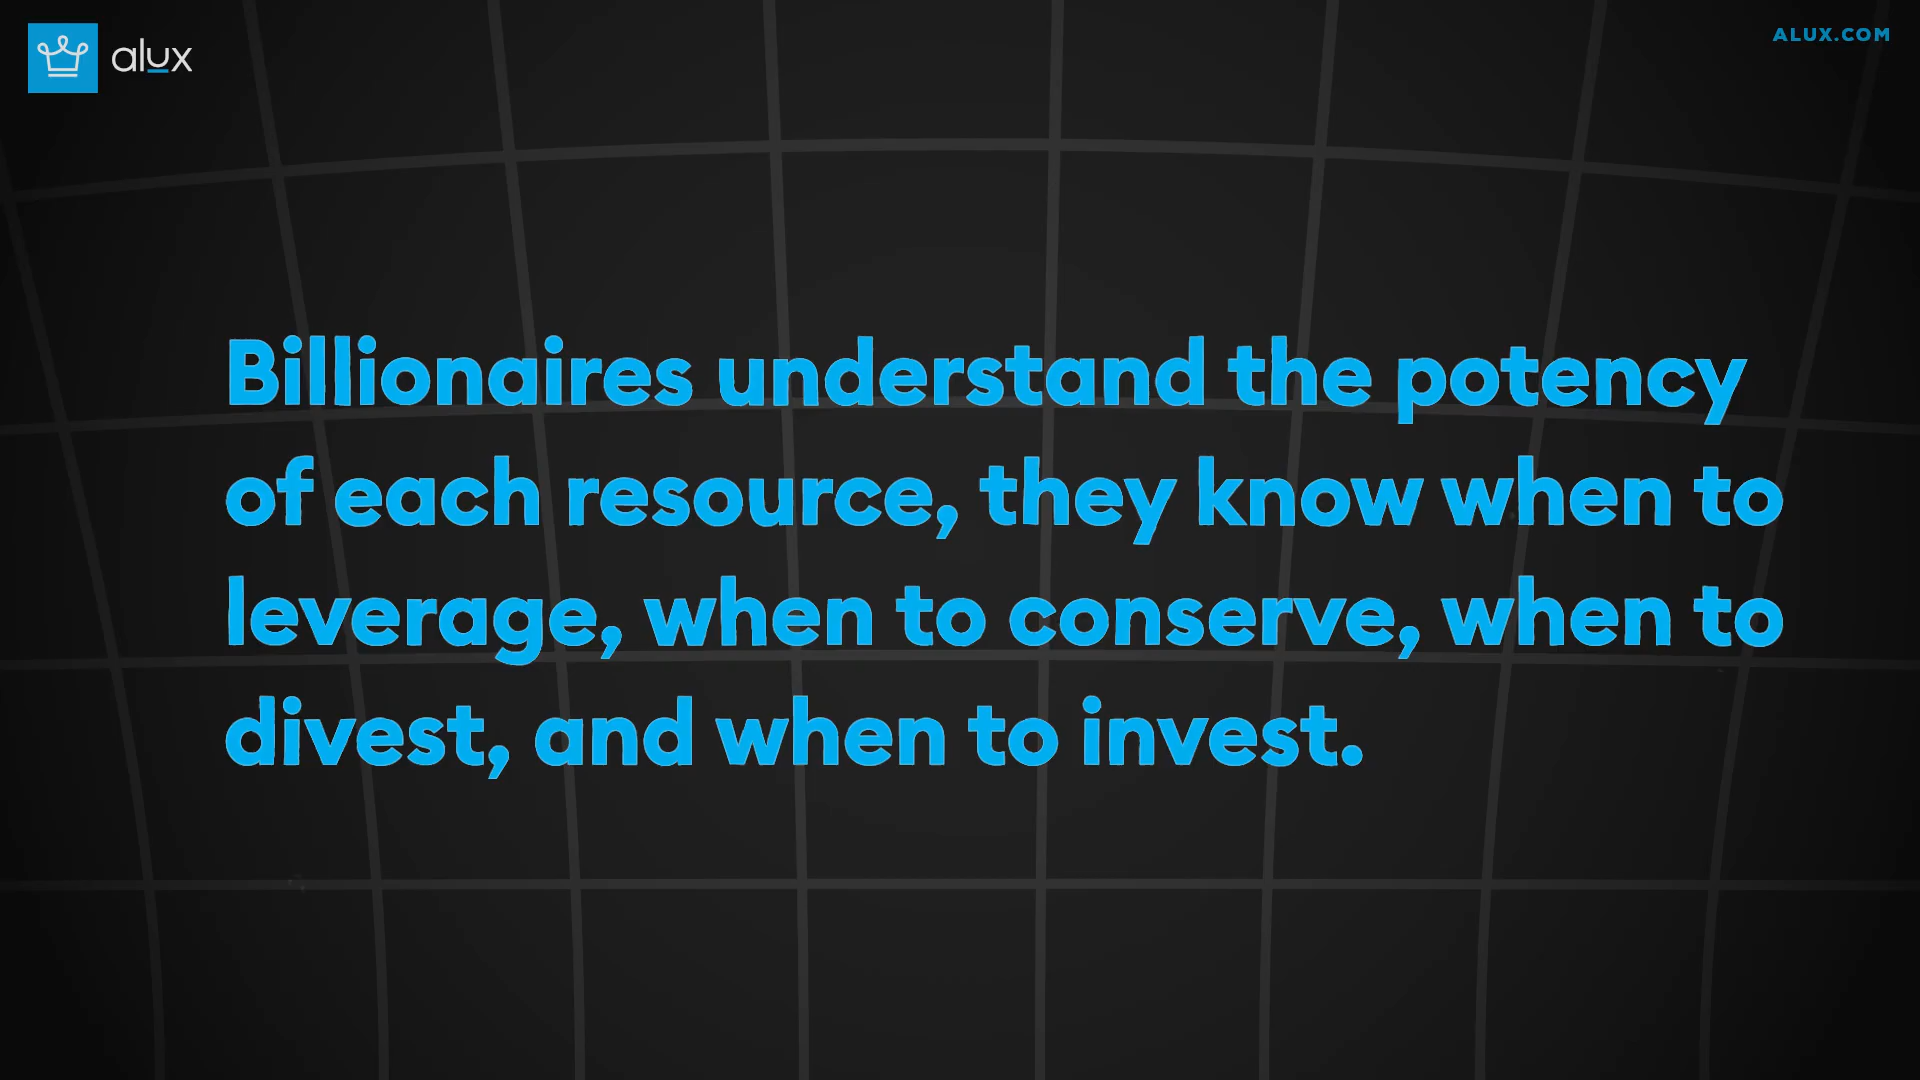 alux
ALUX.COM
Billionaires understand the potency
of each resource, they know when to
leverage, when to conserve, when to
divest, and when to invest.